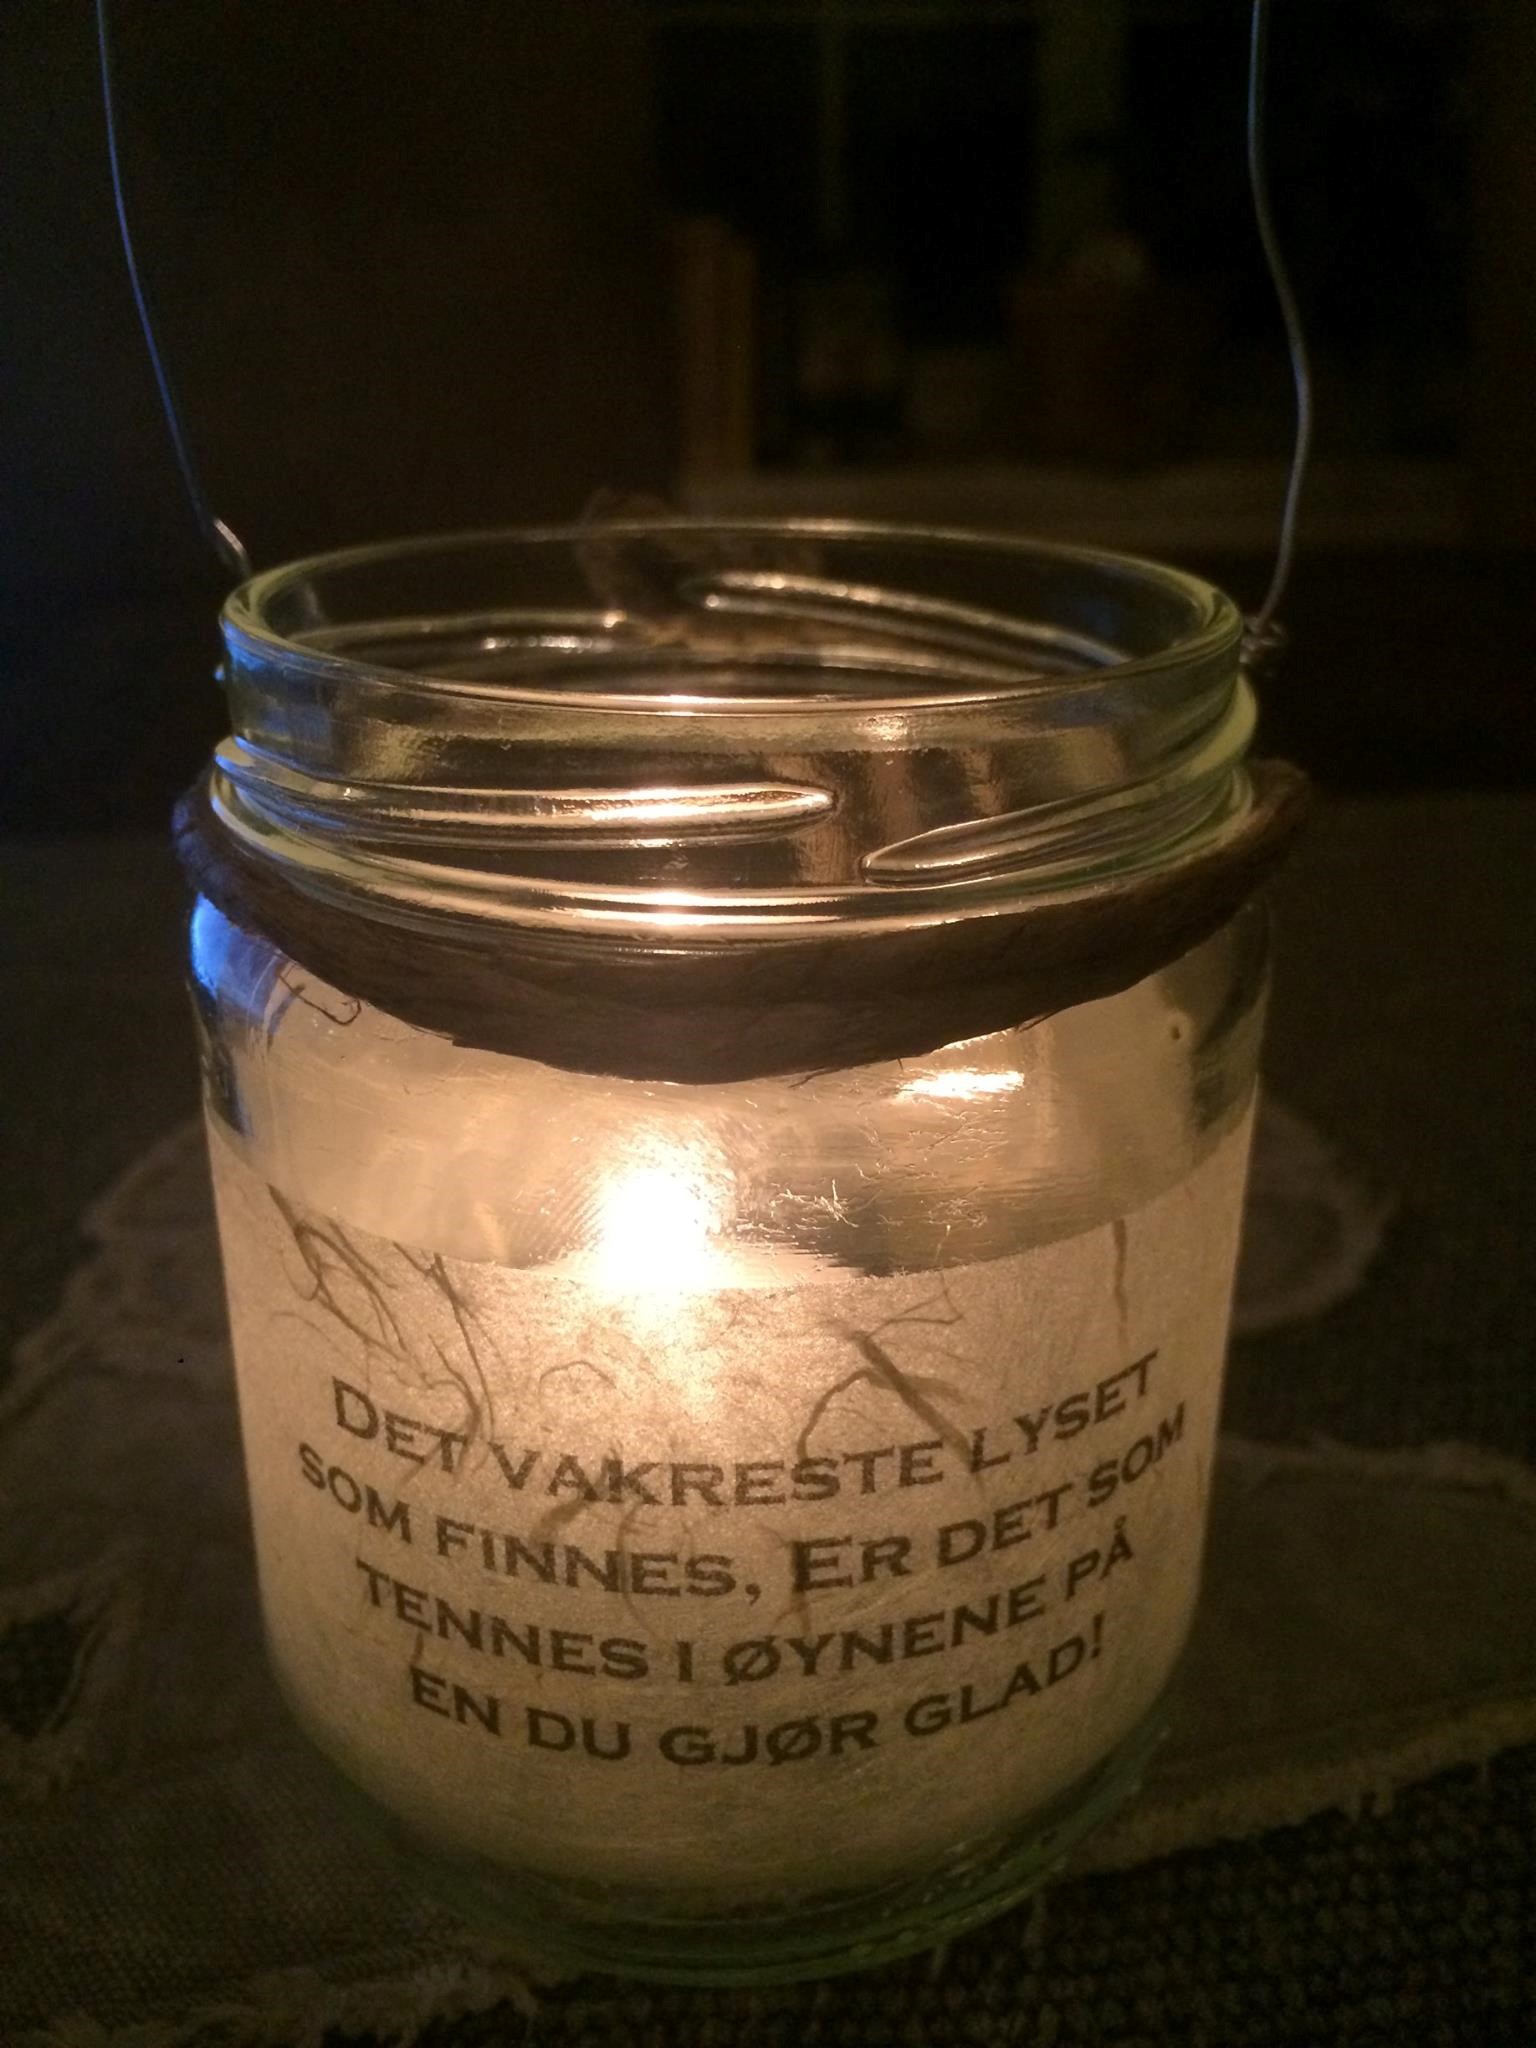 Det vakreste lyset
som finnes, Er det som
tennes i øynene på
en du gjør glad!